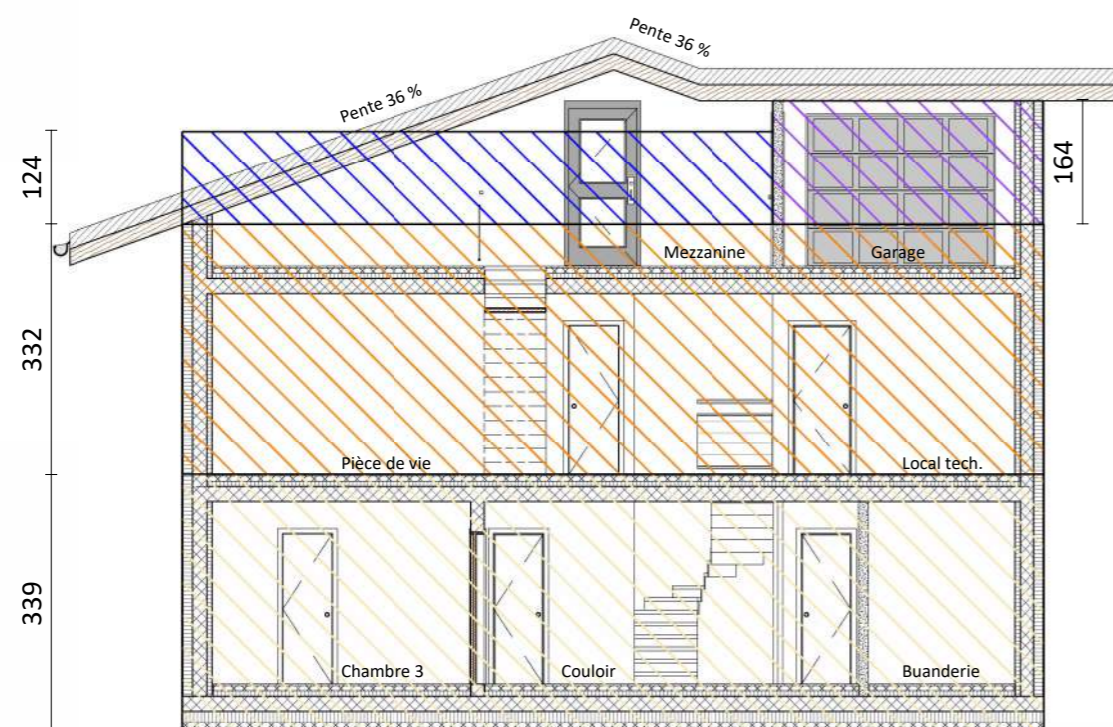 Pente 36 %
Pente 36 %
124
164
Mezzanine
Garage
332
Pièce de vie
Local tech.
339
Chambre 3
Couloir
Buanderie